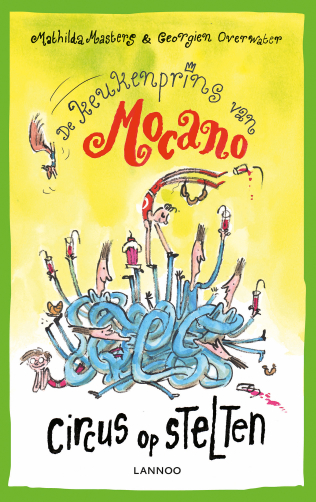 Mathilda Masters & Georgien Overwater
De keukenprins van
Mocano
circus op stelten
LANNOO